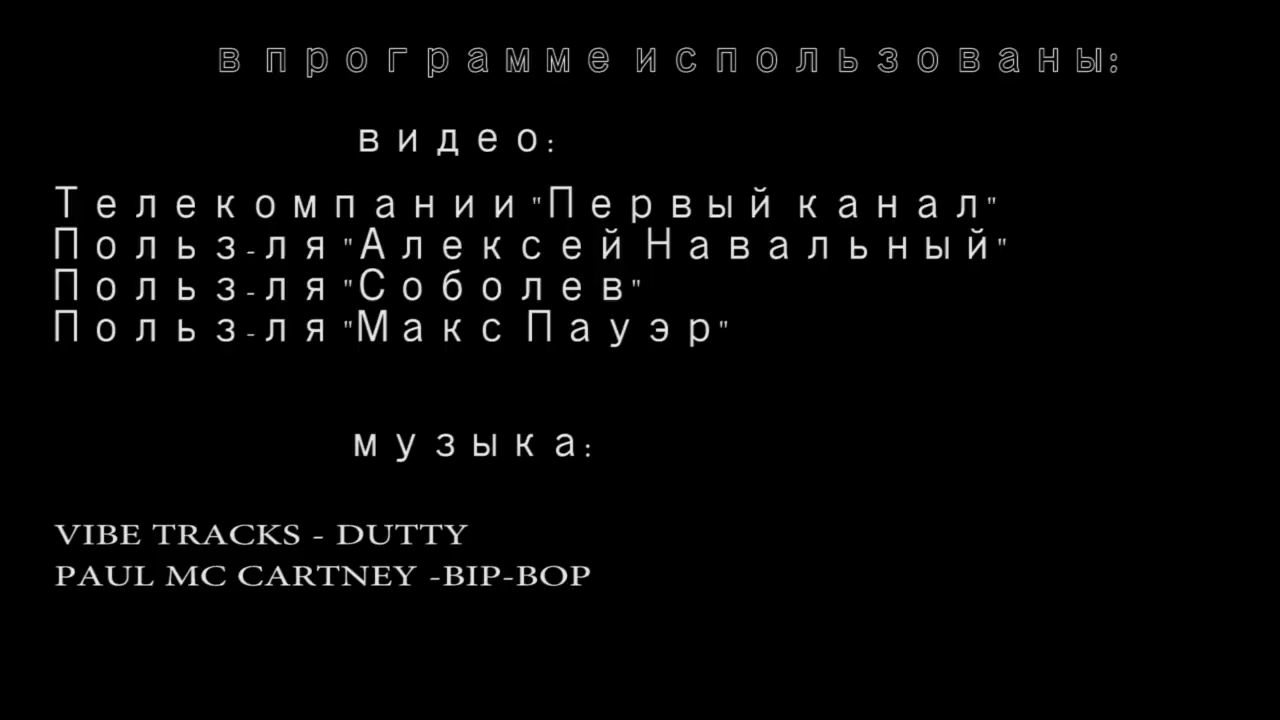 в программе использованы:
видео:
Телекомпании "Первый канал"
Польз-ля "Алексей Навальный"
Польз-ля "Соболев"
Польз-ля "Макс Пауэр"
музыка:
VIBE TRACKS - DUTTY
PAUL MC CARTNEY -BIP-BOP